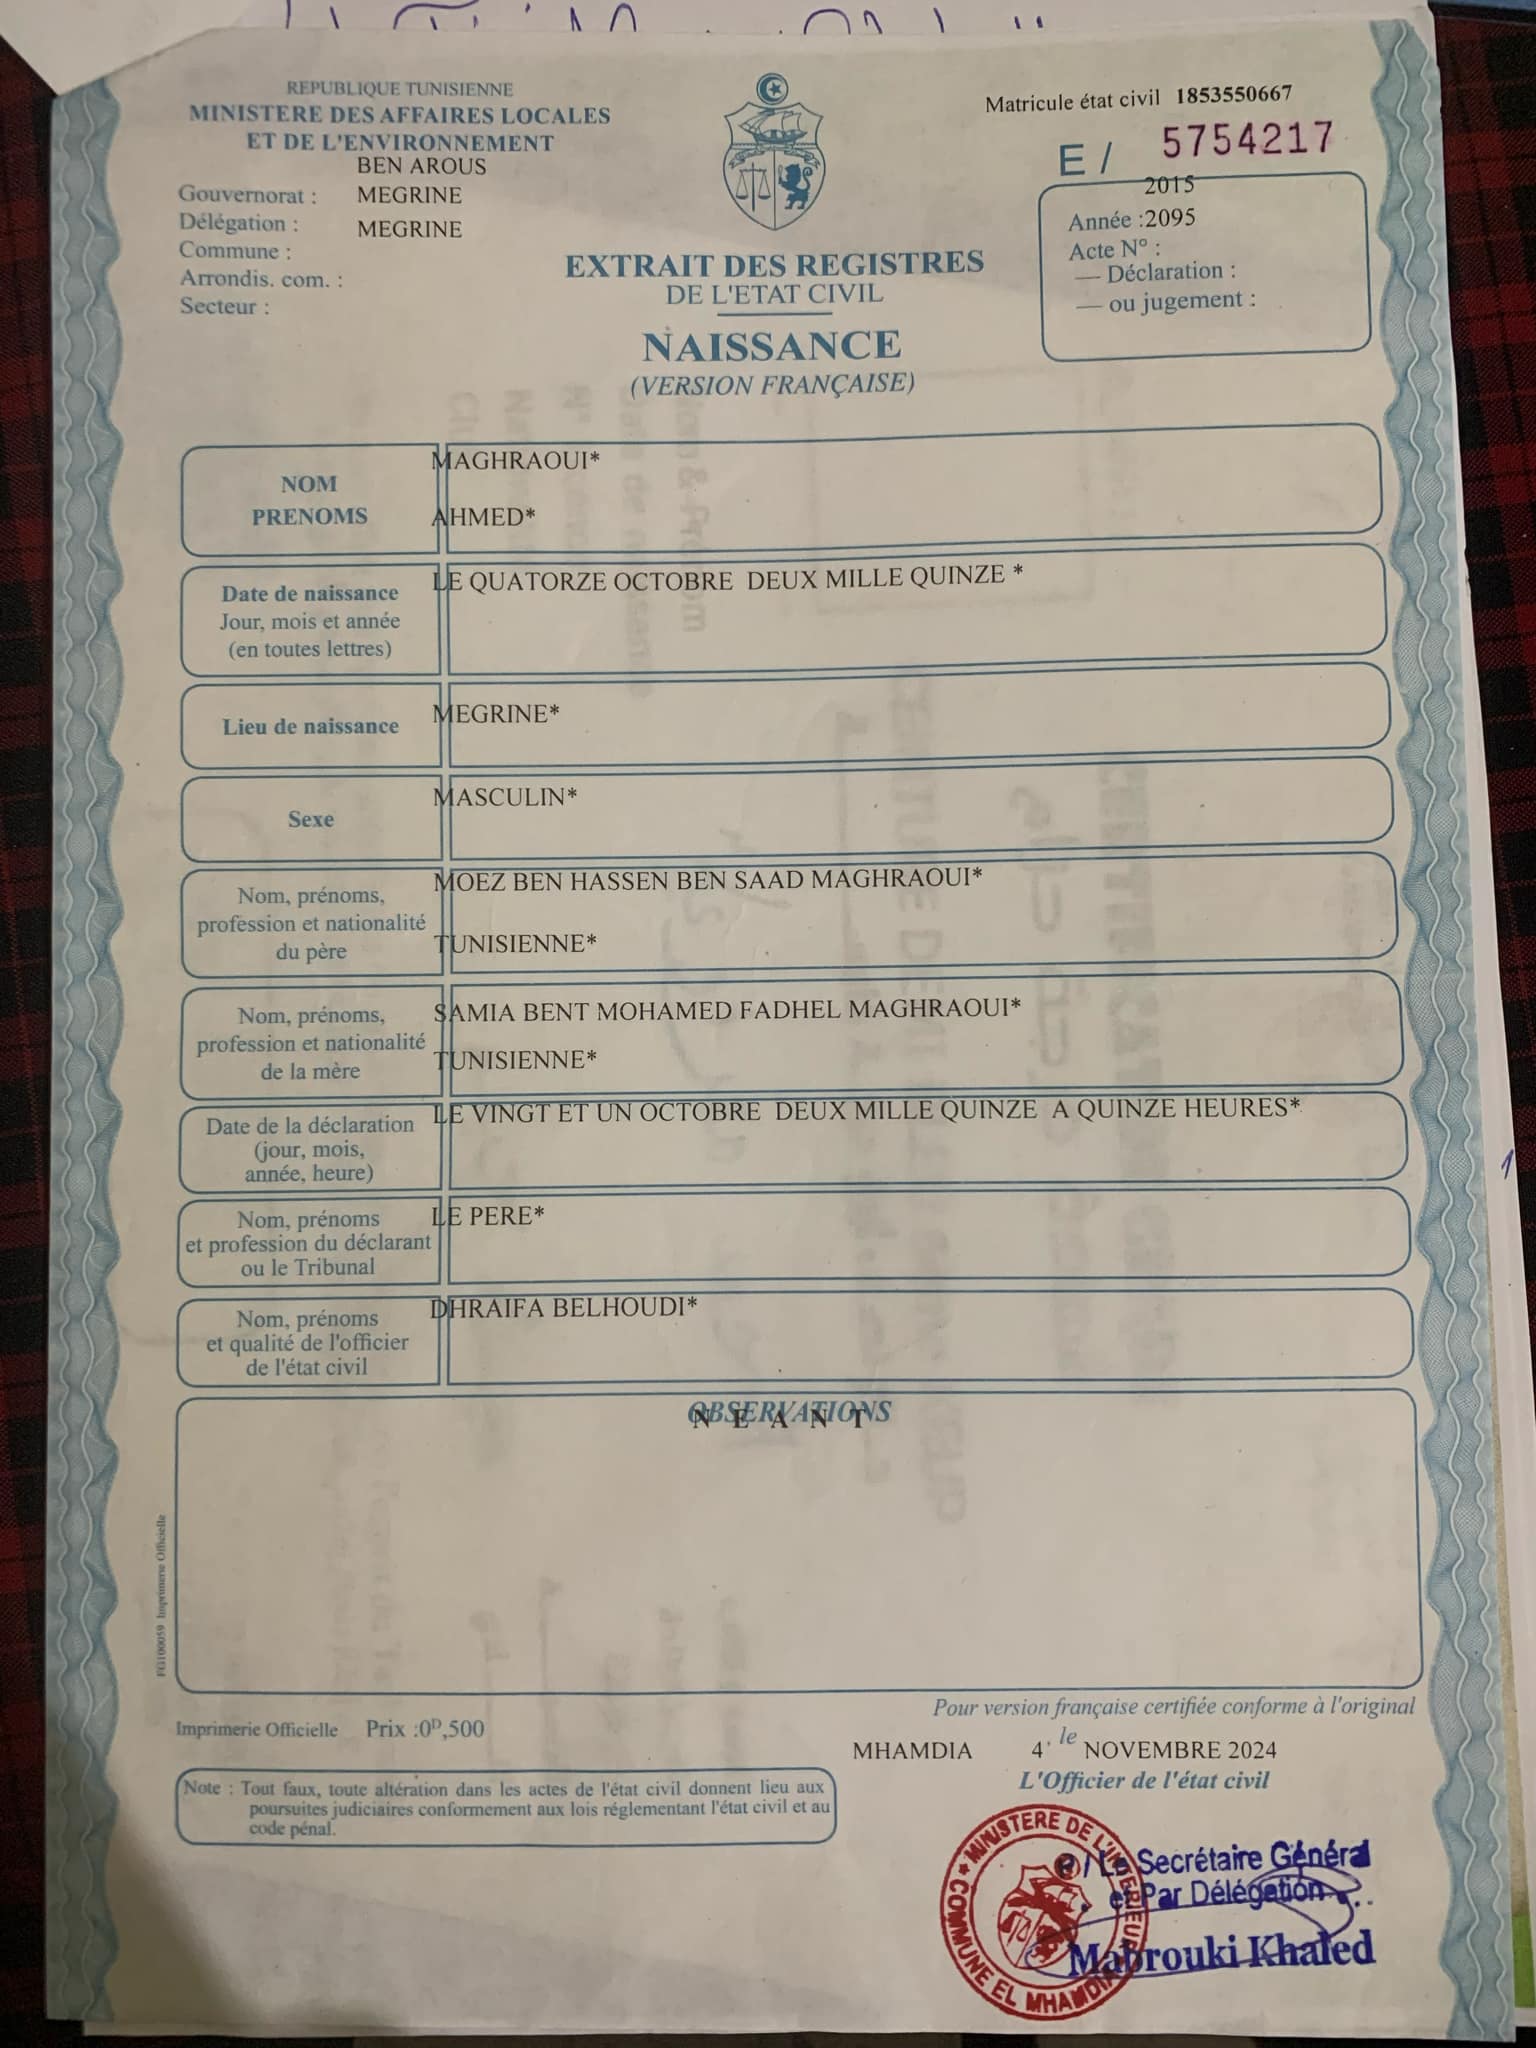 REPUBLIQUE TUNISIENNE
MINISTERE DES AFFAIRES LOCALES
ET DE L'ENVIRONNEMENT
BEN AROUS
Gouvernorat : MEGRINE
Délégation : MEGRINE
Commune :
Arrondis. com. :
Secteur :
Matricule état civil 1853550667
E / 5754217
2015
Année :2095
Acte N° :
— Déclaration :
— ou jugement :
EXTRAIT DES REGISTRES
DE L'ETAT CIVIL
NAISSANCE
(VERSION FRANÇAISE)
NOM MAGHRAOUI*
PRENOMS AHMED*
Date de naissance
Jour, mois et année
(en toutes lettres)
LE QUATORZE OCTOBRE DEUX MILLE QUINZE *
Lieu de naissance MEGRINE*
Sexe MASCULIN*
Nom, prénoms,
profession et nationalité
du père
MOEZ BEN HASSEN BEN SAAD MAGHRAOUI*
TUNISIENNE*
Nom, prénoms,
profession et nationalité
de la mère
SAMIA BENT MOHAMED FADHEL MAGHRAOUI*
TUNISIENNE*
Date de la déclaration
(jour, mois,
année, heure)
LE VINGT ET UN OCTOBRE DEUX MILLE QUINZE A QUINZE HEURES*
Nom, prénoms
et profession du déclarant
ou le Tribunal
LE PERE*
Nom, prénoms
et qualité de l'officier
de l'état civil
DHRAIFA BELHOUDI*
OBSERVATIONS
N E A N T
FG100059 Imprimerie Officielle
Imprimerie Officielle Prix :0ᴰ,500
Note : Tout faux, toute altération dans les actes de l'état civil donnent lieu aux
poursuites judiciaires conformement aux lois réglementant l'état civil et au
code pénal.
Pour version française certifiée conforme à l'original
le
MHAMDIA 4 NOVEMBRE 2024
L'Officier de l'état civil
MINISTERE DE L'INTERIEUR
COMMUNE EL MHAMDIA
P / Le Secrétaire Général
et Par Délégation
Mabrouki Khaled